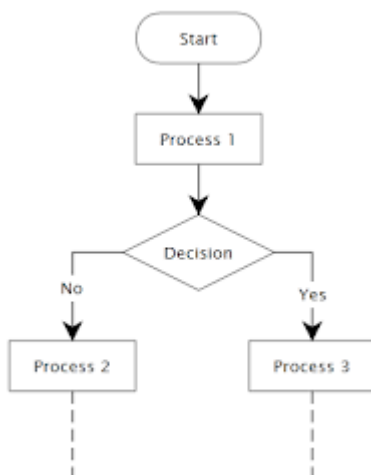 Start
Process 1
Decision
No
Yes
Process 2
Process 3